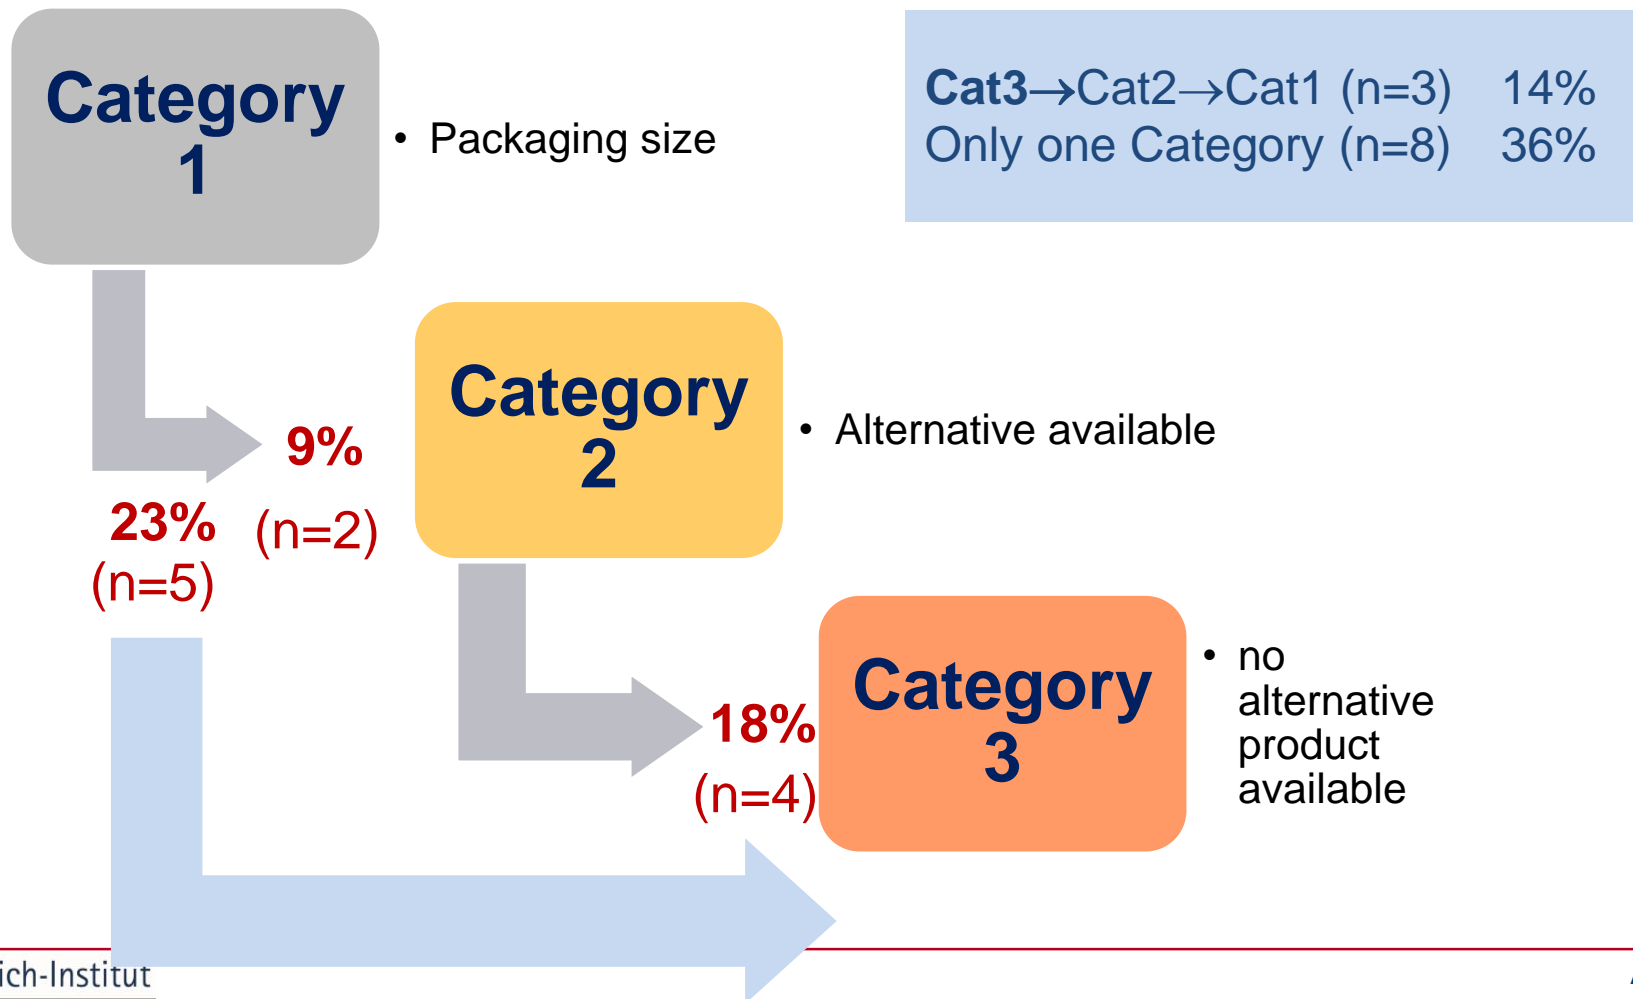 Category
1
• Packaging size
Cat3→Cat2→Cat1 (n=3) 14%
Only one Category (n=8) 36%
9%
(n=2)
23%
(n=5)
Category
2
• Alternative available
18%
(n=4)
Category
3
• no
alternative
product
available
ich-Institut